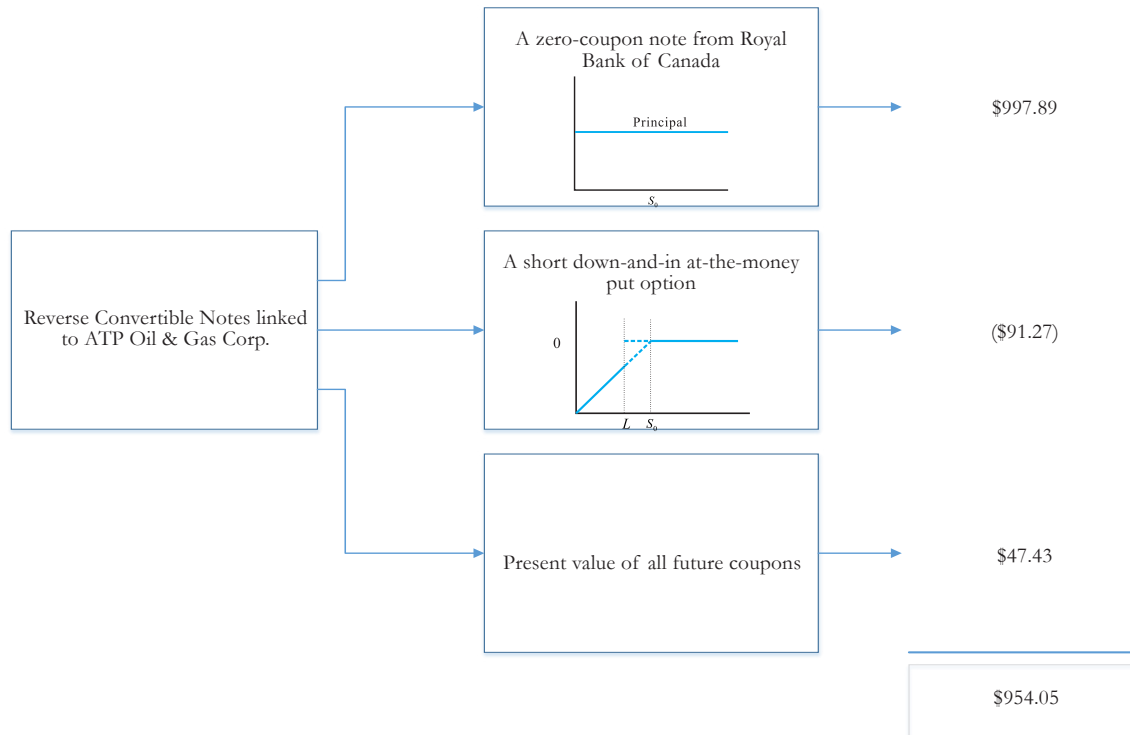 A zero-coupon note from Royal
Bank of Canada
Principal
S₀
$997.89
Reverse Convertible Notes linked
to ATP Oil & Gas Corp.
A short down-and-in at-the-money
put option
0
L S₀
($91.27)
Present value of all future coupons
$47.43
$954.05